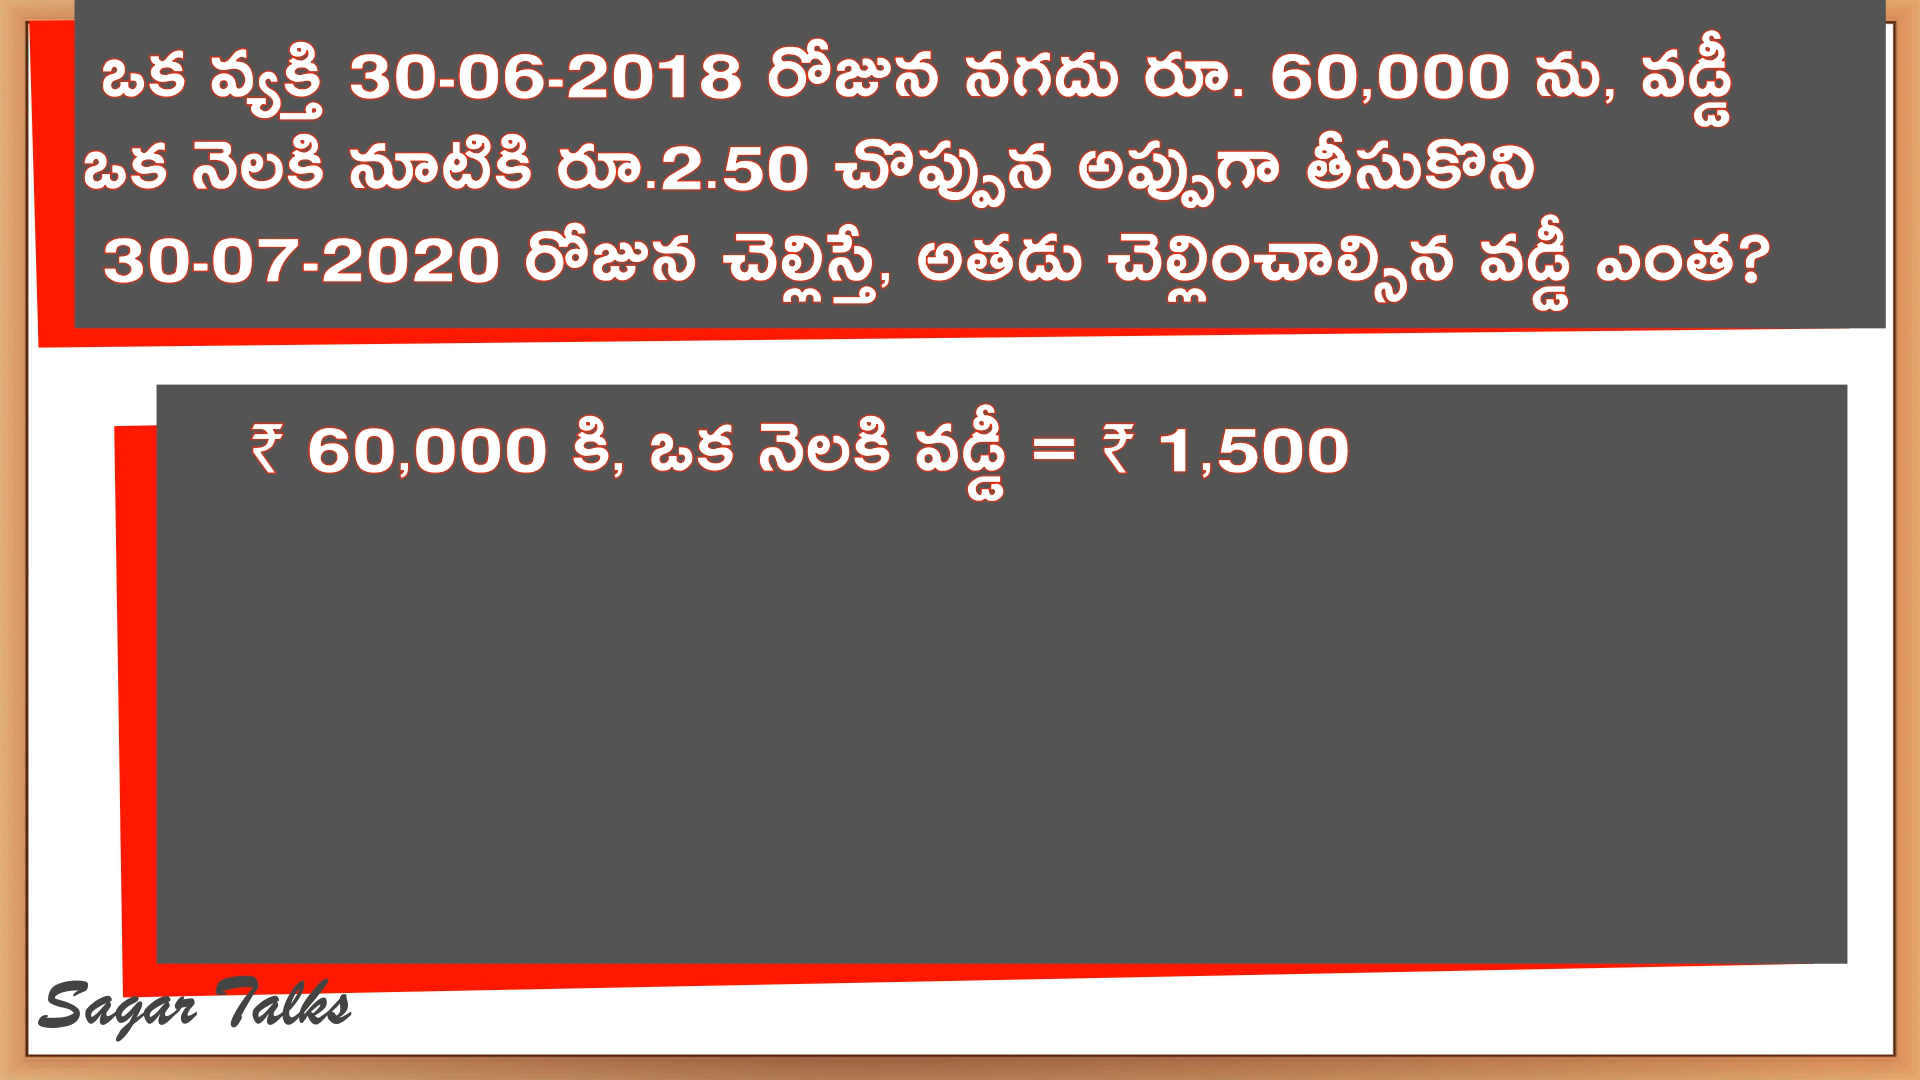 ఒక వ్యక్తి 30-06-2018 రోజున నగదు రూ. 60,000 ను, వడ్డీ
ఒక నెలకి నూటికి రూ.2.50 చొప్పున అప్పుగా తీసుకొని
30-07-2020 రోజున చెల్లిస్తే, అతడు చెల్లించాల్సిన వడ్డీ ఎంత?
₹ 60,000 కి, ఒక నెలకి వడ్డీ = ₹ 1,500
Sagar Talks